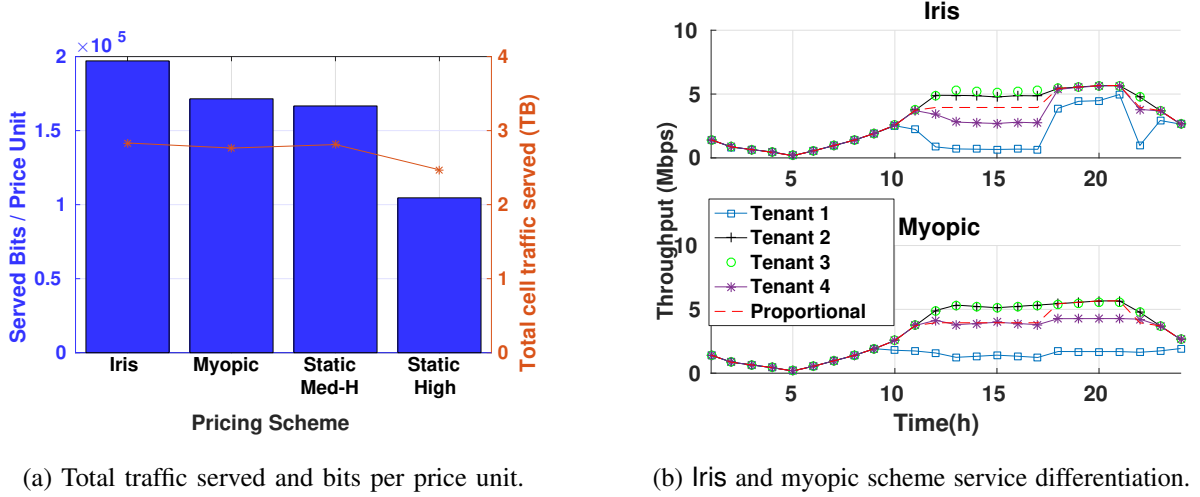 ×10 5
2
1.5
1
0.5
0
Served Bits / Price Unit
4
3
2
1
0
Total cell traffic served (TB)
Iris Myopic Static Static
Med-H High
Pricing Scheme
(a) Total traffic served and bits per price unit.
Iris
10
5
0
5 10 15 20
Throughput (Mbps)
Tenant 1
Tenant 2
Tenant 3
Tenant 4
Proportional
Myopic
10
5
0
5 10 15 20
Time(h)
(b) Iris and myopic scheme service differentiation.